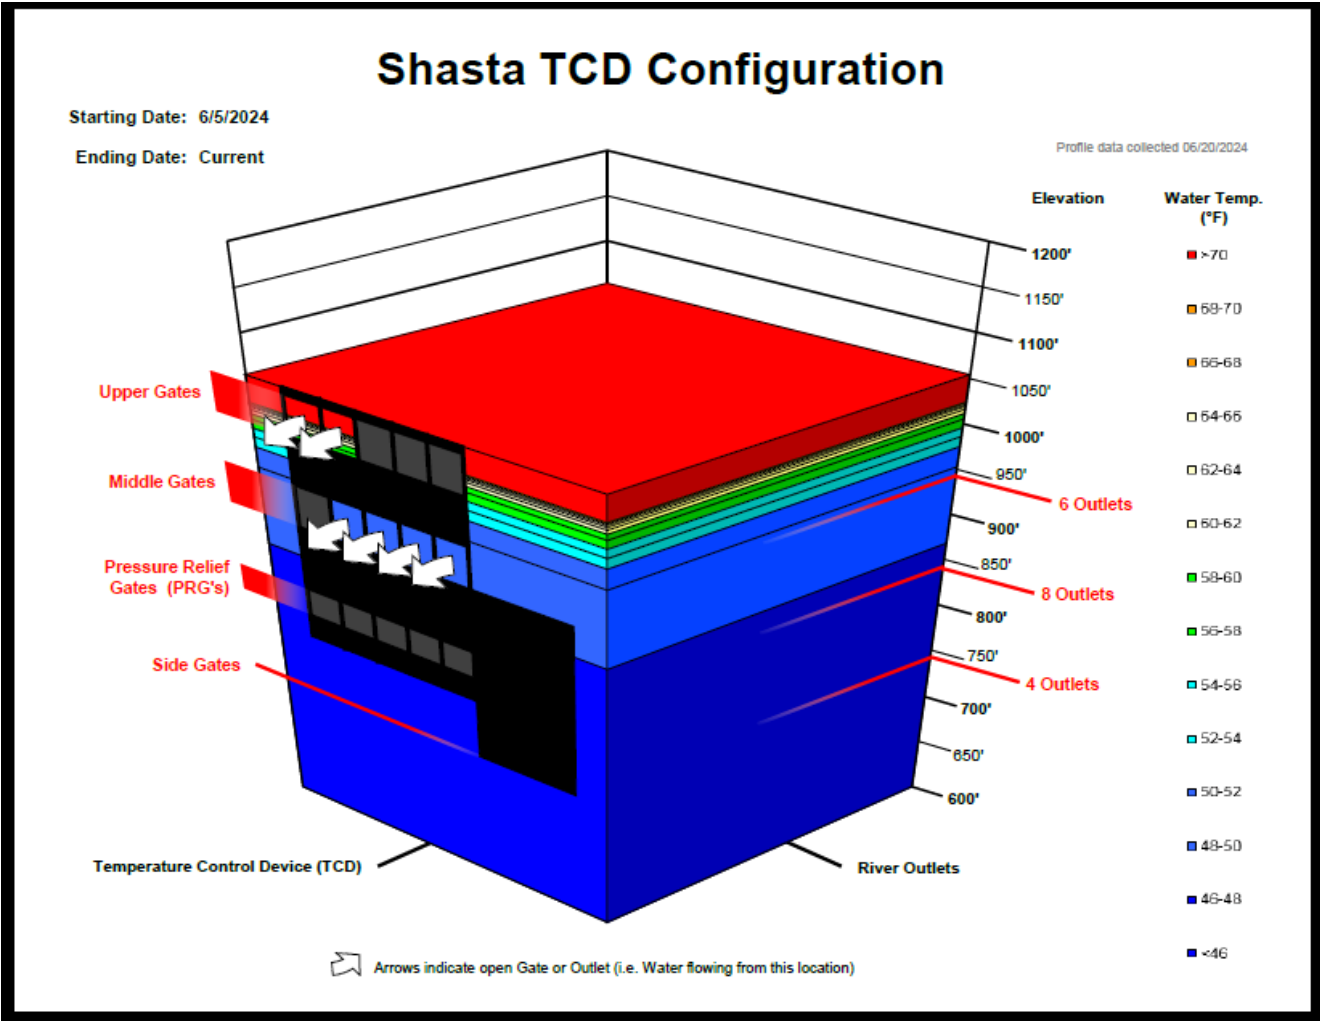 Shasta TCD Configuration
Starting Date: 6/5/2024
Ending Date: Current
Profile data collected 06/20/2024
Elevation
Water Temp.
(°F)
1200'
1150'
1100'
1050'
1000'
950'
900'
850'
800'
750'
700'
650'
600'
>70
68-70
66-68
64-66
62-64
60-62
58-60
56-58
54-56
52-54
50-52
48-50
46-48
<46
Upper Gates
Middle Gates
Pressure Relief
Gates (PRG's)
Side Gates
6 Outlets
8 Outlets
4 Outlets
Temperature Control Device (TCD)
River Outlets
Arrows indicate open Gate or Outlet (i.e. Water flowing from this location)